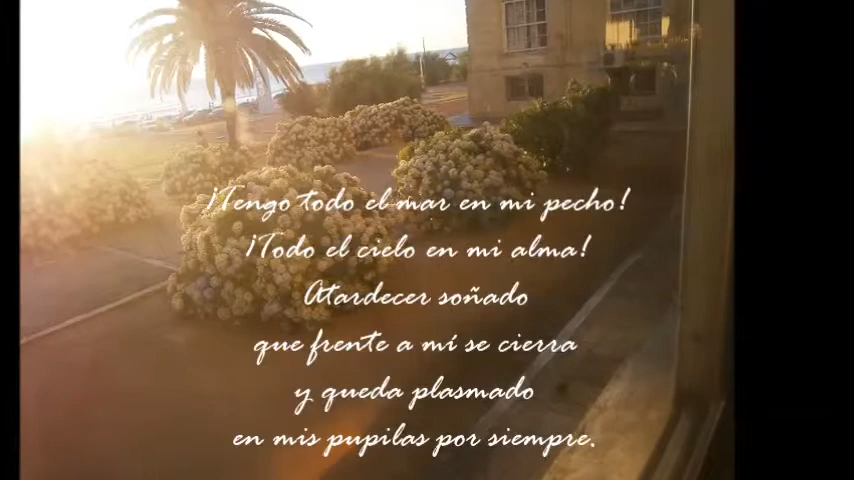 ¡Tengo todo el mar en mi pecho!
¡Todo el cielo en mi alma!
Atardecer soñado
que frente a mí se cierra
y queda plasmado
en mis pupilas por siempre.